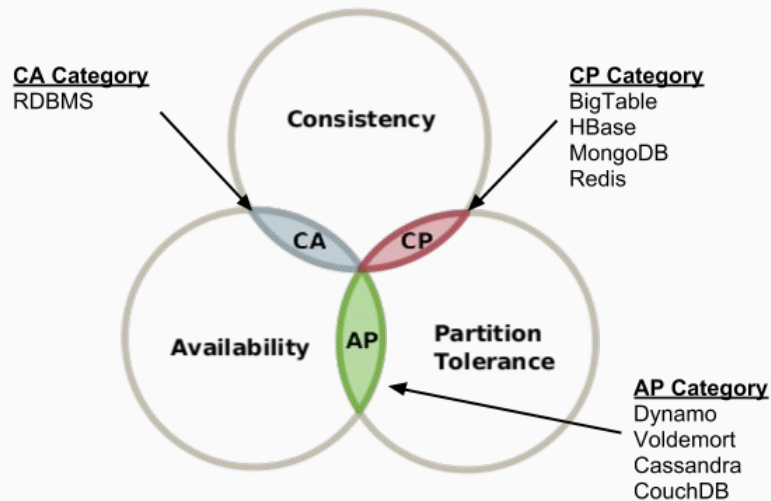 CA Category
RDBMS
CP Category
BigTable
HBase
MongoDB
Redis
Consistency
CA
CP
Availability
AP
Partition
Tolerance
AP Category
Dynamo
Voldemort
Cassandra
CouchDB